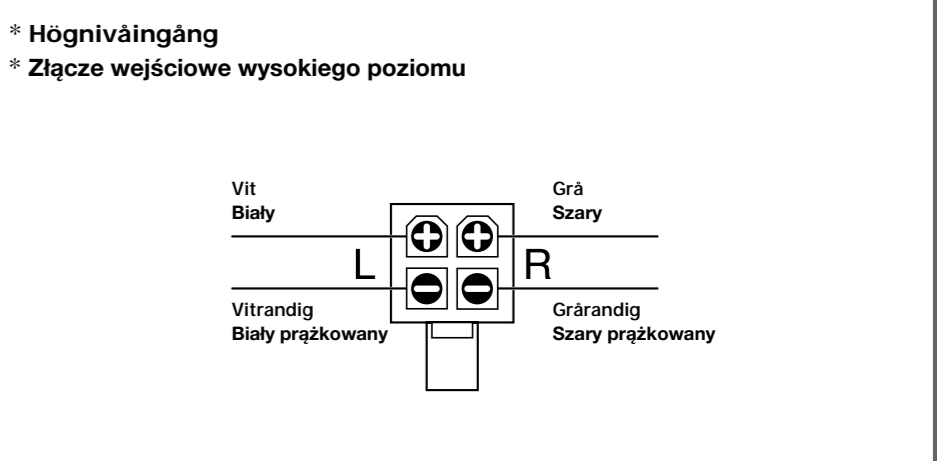 * Högnivåingång
* Złącze wejściowe wysokiego poziomu
Vit
Biały
Grå
Szary
L
R
Vitrandig
Biały prążkowany
Grårandig
Szary prążkowany